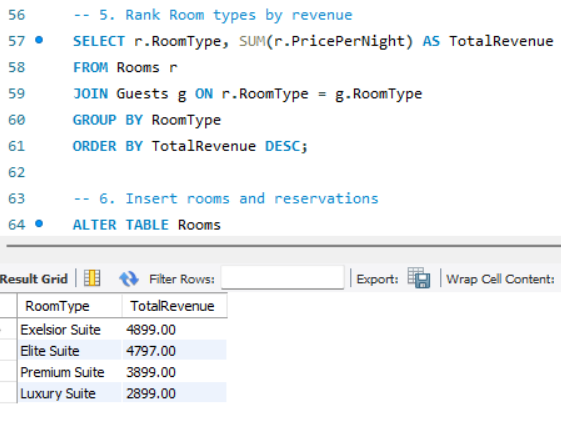 56 -- 5. Rank Room types by revenue
57 SELECT r.RoomType, SUM(r.PricePerNight) AS TotalRevenue
58 FROM Rooms r
59 JOIN Guests g ON r.RoomType = g.RoomType
60 GROUP BY RoomType
61 ORDER BY TotalRevenue DESC;
62
63 -- 6. Insert rooms and reservations
64 ALTER TABLE Rooms
Result Grid Filter Rows: Export: Wrap Cell Content:
RoomType TotalRevenue
Exelsior Suite 4899.00
Elite Suite 4797.00
Premium Suite 3899.00
Luxury Suite 2899.00